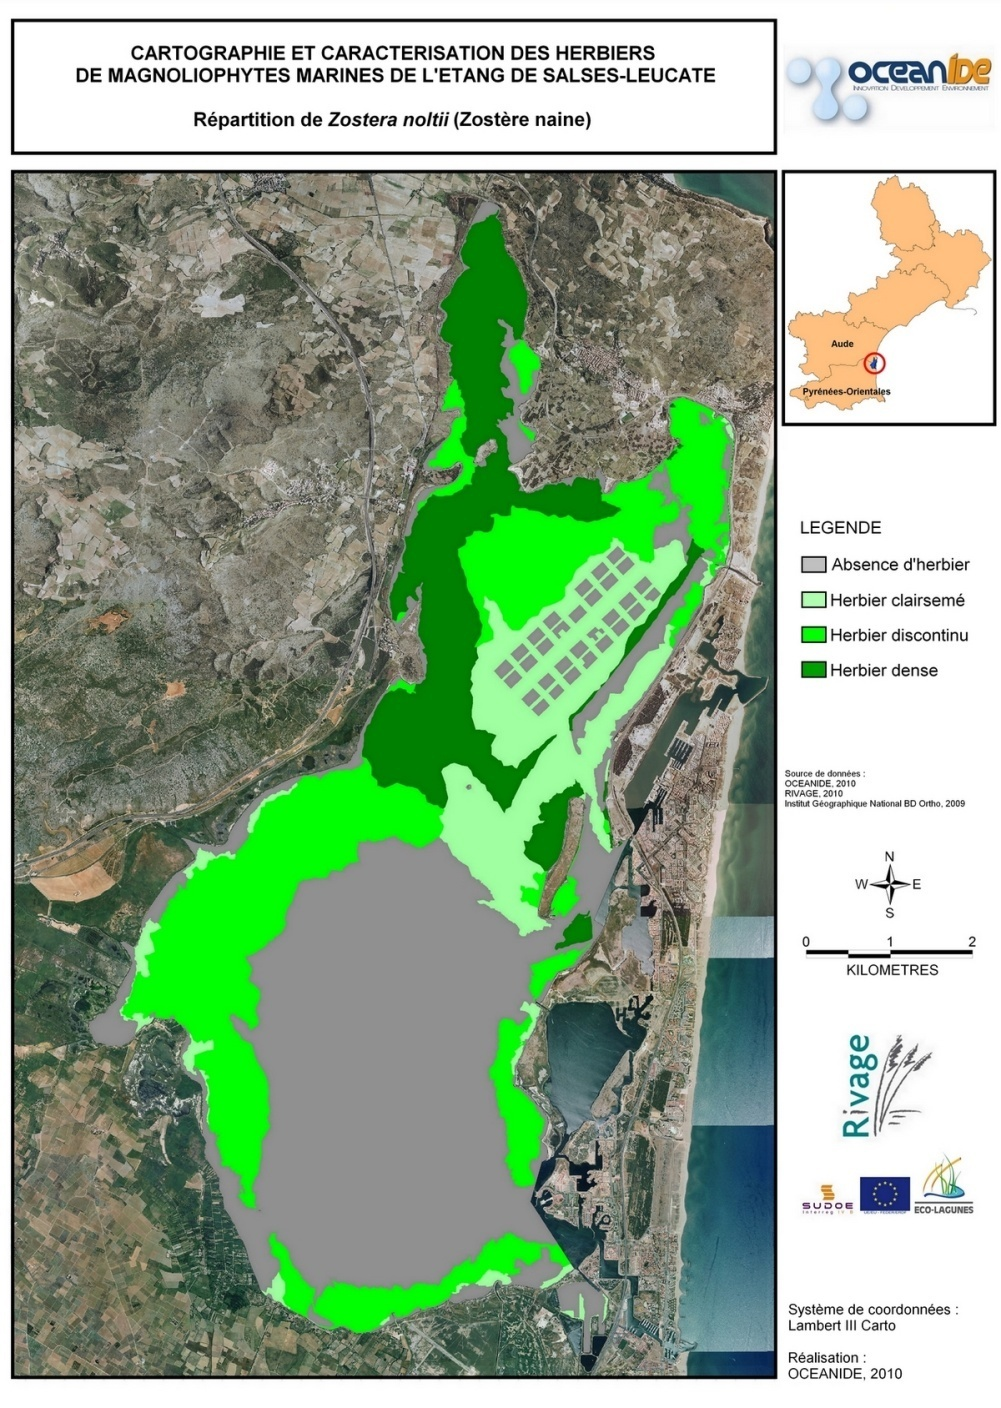 CARTOGRAPHIE ET CARACTERISATION DES HERBIERS
DE MAGNOLIOPHYTES MARINES DE L'ETANG DE SALSES-LEUCATE
Répartition de Zostera noltii (Zostère naine)
OCEANIDE
INNOVATION DEVELOPPEMENT ENVIRONNEMENT
Aude
Pyrénées-Orientales
LEGENDE
Absence d'herbier
Herbier clairsemé
Herbier discontinu
Herbier dense
Source de données :
OCEANIDE, 2010
RIVAGE, 2010
Institut Géographique National BD Ortho, 2009
N
W E
S
0 1 2
KILOMETRES
Rivage
SUDOE
ECO-LAGUNES
Système de coordonnées :
Lambert III Carto
Réalisation :
OCEANIDE, 2010